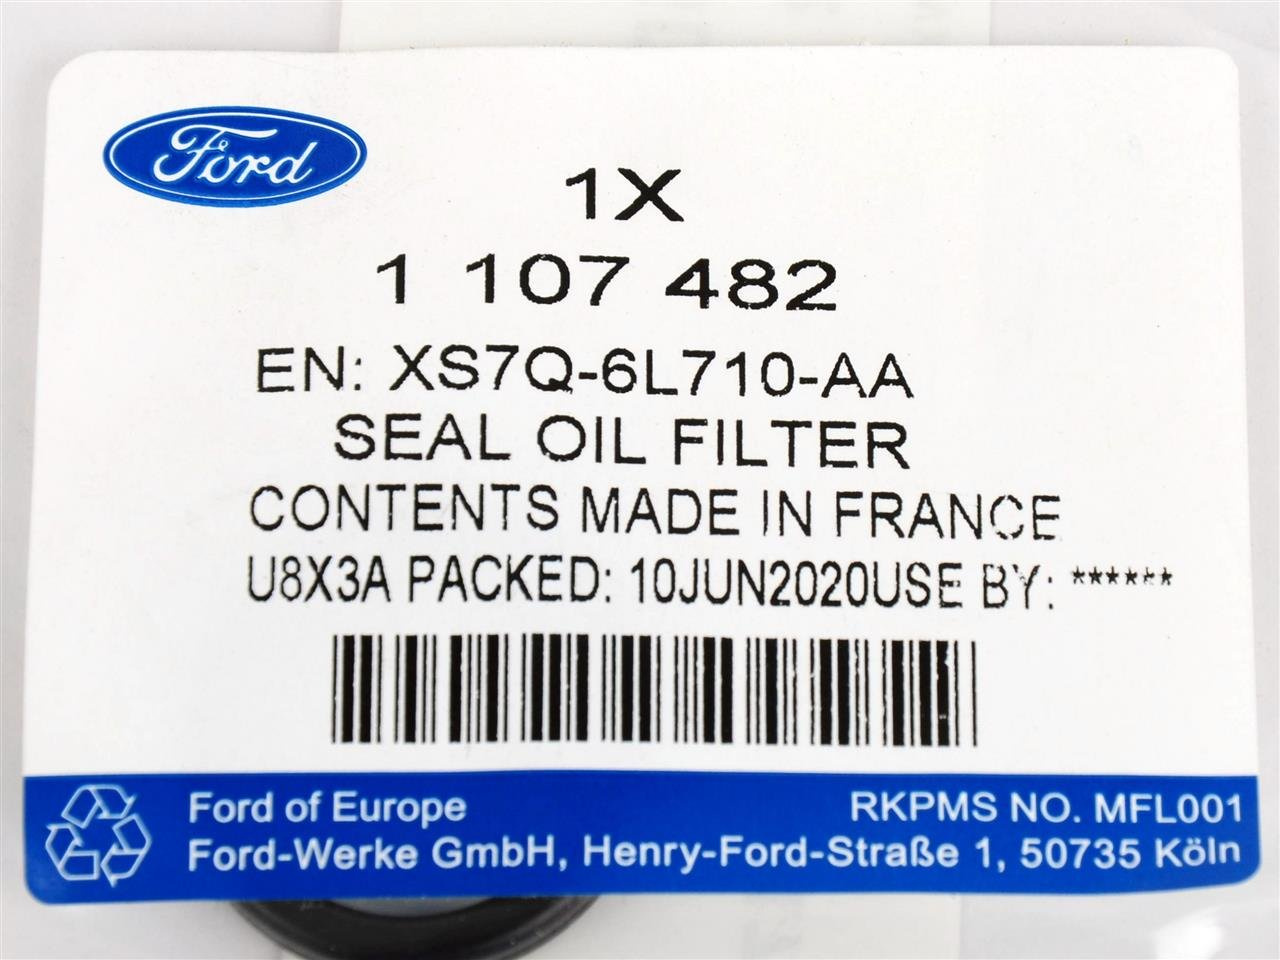 Ford
1X
1 107 482
EN: XS7Q-6L710-AA
SEAL OIL FILTER
CONTENTS MADE IN FRANCE
U8X3A PACKED: 10JUN2020USE BY: ******
Ford of Europe
RKPMS NO. MFL001
Ford-Werke GmbH, Henry-Ford-Straße 1, 50735 Köln